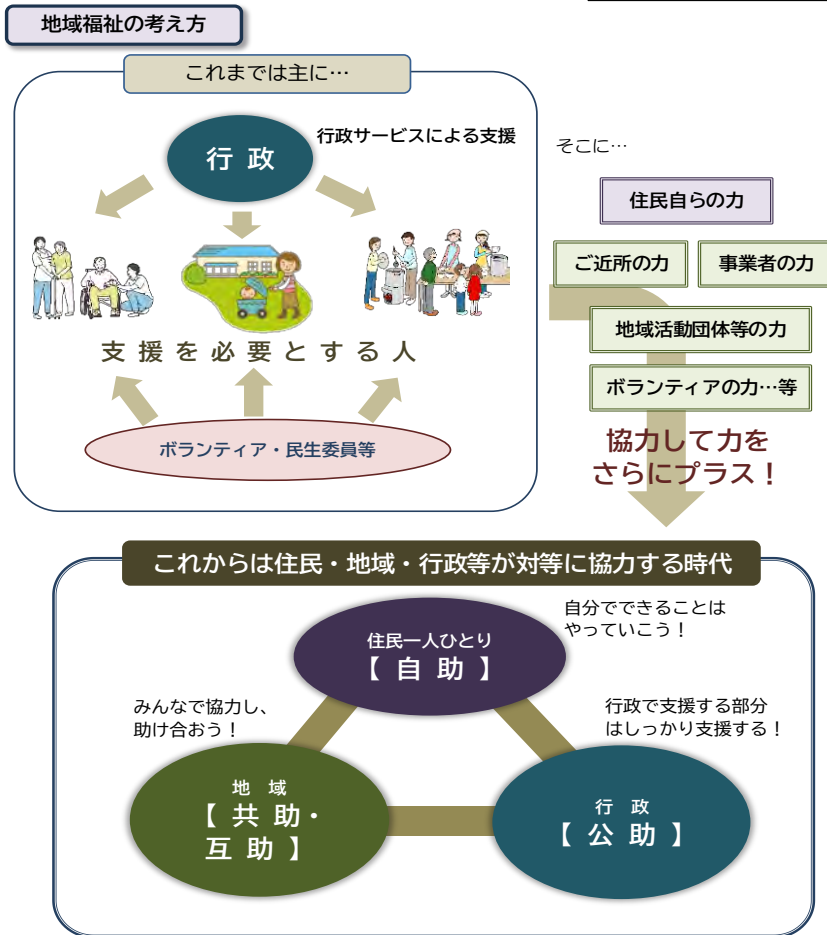 地域福祉の考え方
これまでは主に…
行政
行政サービスによる支援
支援を必要とする人
ボランティア・民生委員等
そこに…
住民自らの力
ご近所の力
事業者の力
地域活動団体等の力
ボランティアの力…等
協力して力を
さらにプラス！
これからは住民・地域・行政等が対等に協力する時代
自分でできることは
やっていこう！
住民一人ひとり
【自助】
みんなで協力し、
助け合おう！
行政で支援する部分
はしっかり支援する！
地域
【共助・
互助】
行政
【公助】